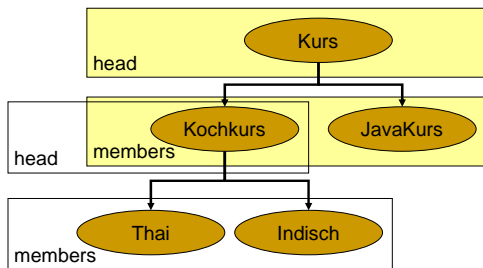 Kurs
head
Kochkurs
JavaKurs
members
head
Thai
Indisch
members